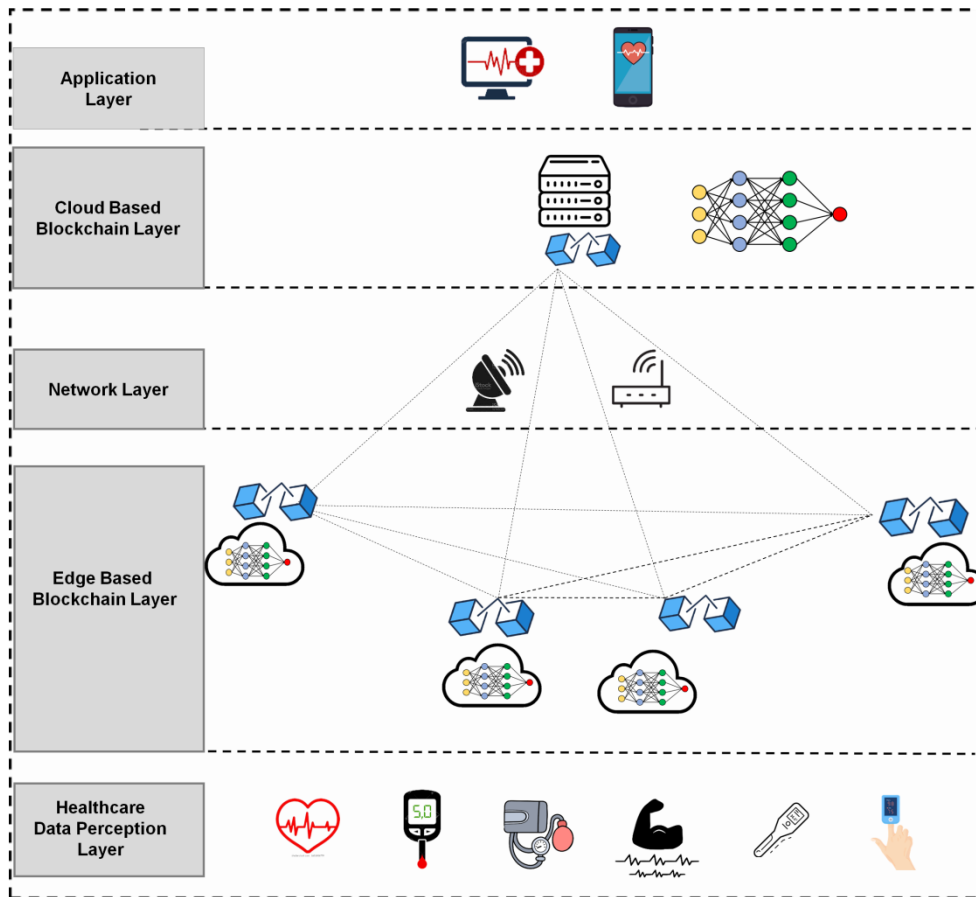 Application
Layer
Cloud Based
Blockchain Layer
Network Layer
Edge Based
Blockchain Layer
Healthcare
Data Perception
Layer
5,0